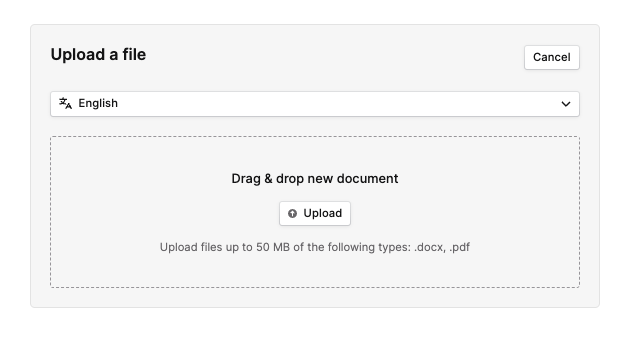 Upload a file
Cancel
English
Drag & drop new document
Upload
Upload files up to 50 MB of the following types: .docx, .pdf